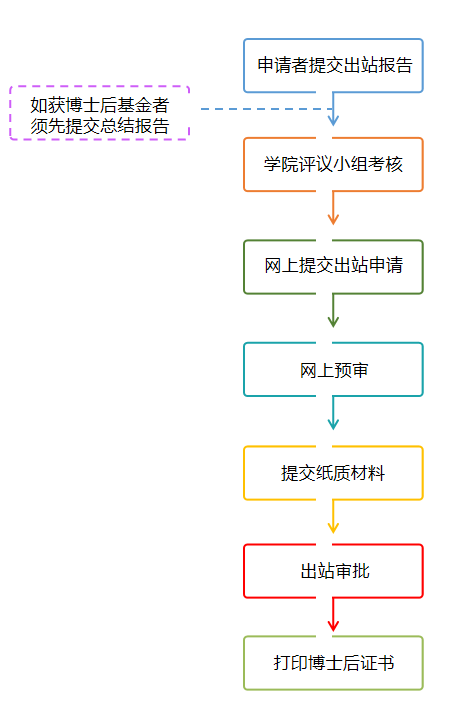 申请者提交出站报告
如获博士后基金者
须先提交总结报告
学院评议小组考核
网上提交出站申请
网上预审
提交纸质材料
出站审批
打印博士后证书